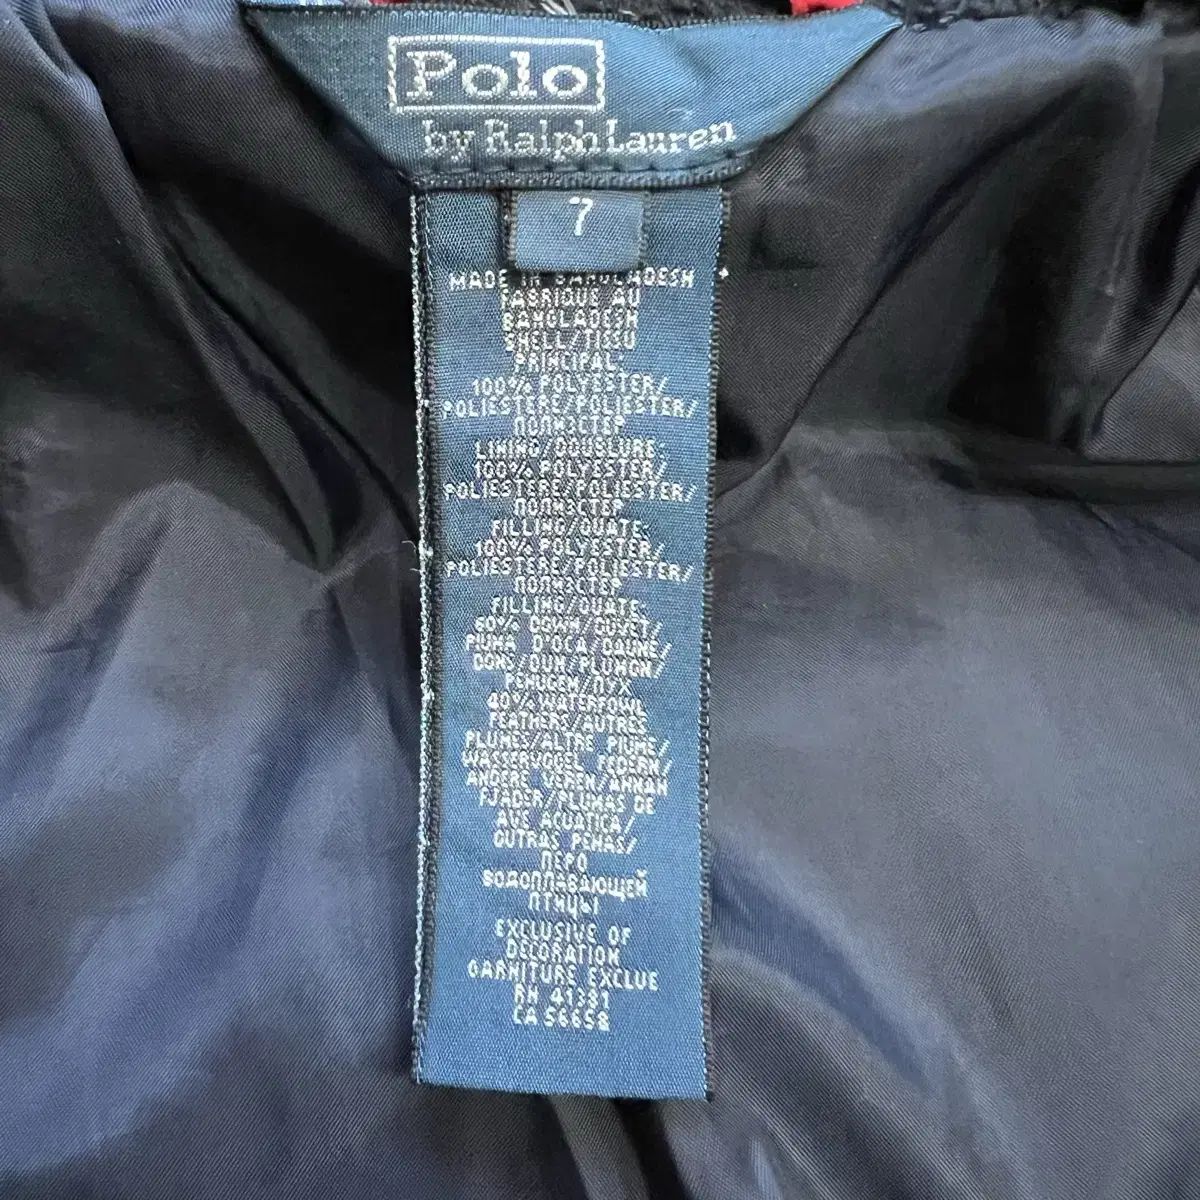 Polo
by Ralph Lauren
7
MADE IN BANGLADESH
FABRIQUE AU
BANGLADESH
SHELL/TISSU
PRINCIPAL
100% POLYESTER/
POLIESTERE/POLIESTER/
ПОЛИЭСТЕР
LINING/DOUBLURE:
100% POLYESTER/
POLIESTERE/POLIESTER/
ПОЛИЭСТЕР
FILLING/OUATE:
100% POLYESTER/
POLIESTERE/POLIESTER/
ПОЛИЭСТЕР
FILLING/OUATE:
60% DOWN/DUVET/
PIUMA D'OCA DAUNE/
DONS/DUN/PLUMON/
/ПУХ
40% WATERFOWL
FEATHERS/AUTRES
PLUMES/ALTRE PIUME/
WASSERVOGEL FEDERN/
ANDERE VEREN/ANNAN
FJADER/PLUMAS DE
AVE ACUATICA/
OUTRAS PENAS/
ПЕРО
ВОДОПЛАВАЮЩЕЙ
ПТИЦЫ
EXCLUSIVE OF
DECORATION
GARNITURE EXCLUE
RN 41381
CA 56658